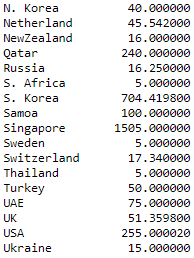 N. Korea 40.000000
Netherland 45.542000
NewZealand 16.000000
Qatar 240.000000
Russia 16.250000
S. Africa 5.000000
S. Korea 704.419800
Samoa 100.000000
Singapore 1505.000000
Sweden 5.000000
Switzerland 17.340000
Thailand 5.000000
Turkey 50.000000
UAE 75.000000
UK 51.359800
USA 255.000020
Ukraine 15.000000